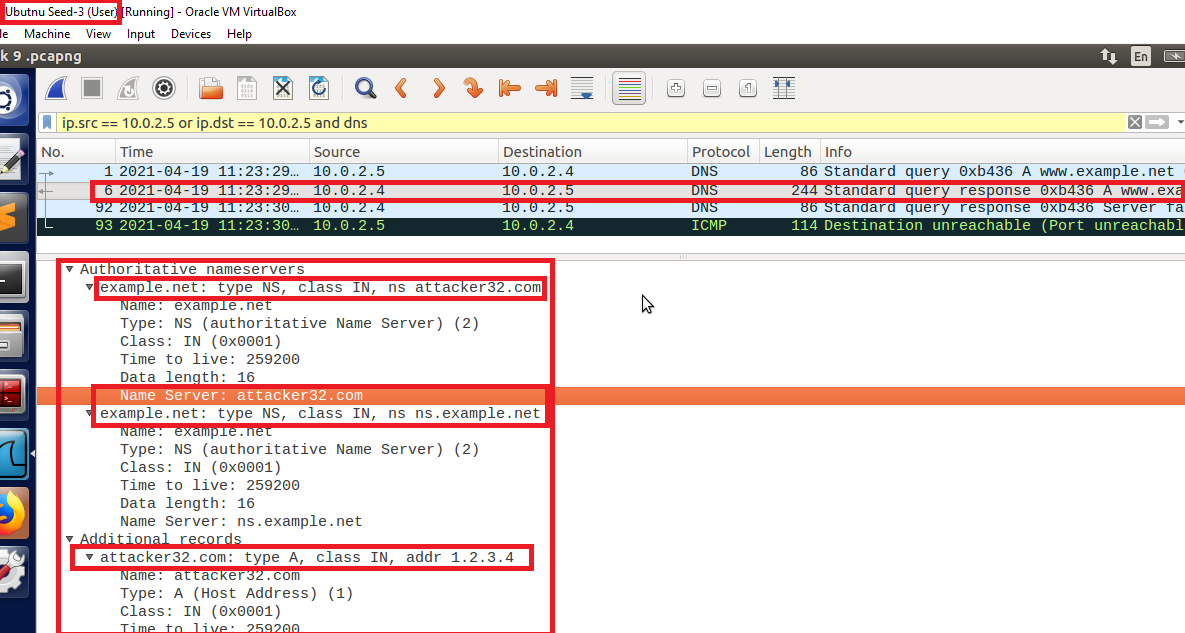 Ubutnu Seed-3 (User) [Running] - Oracle VM VirtualBox
le Machine View Input Devices Help
k 9 .pcapng En
ip.src == 10.0.2.5 or ip.dst == 10.0.2.5 and dns
No. Time Source Destination Protocol Length Info
1 2021-04-19 11:23:29… 10.0.2.5 10.0.2.4 DNS 86 Standard query 0xb436 A www.example.net
6 2021-04-19 11:23:29… 10.0.2.4 10.0.2.5 DNS 244 Standard query response 0xb436 A www.exa
92 2021-04-19 11:23:30… 10.0.2.4 10.0.2.5 DNS 86 Standard query response 0xb436 Server fa
93 2021-04-19 11:23:30… 10.0.2.5 10.0.2.4 ICMP 114 Destination unreachable (Port unreachabl
Authoritative nameservers
example.net: type NS, class IN, ns attacker32.com
Name: example.net
Type: NS (authoritative Name Server) (2)
Class: IN (0x0001)
Time to live: 259200
Data length: 16
Name Server: attacker32.com
example.net: type NS, class IN, ns ns.example.net
Name: example.net
Type: NS (authoritative Name Server) (2)
Class: IN (0x0001)
Time to live: 259200
Data length: 16
Name Server: ns.example.net
Additional records
attacker32.com: type A, class IN, addr 1.2.3.4
Name: attacker32.com
Type: A (Host Address) (1)
Class: IN (0x0001)
Time to live: 259200